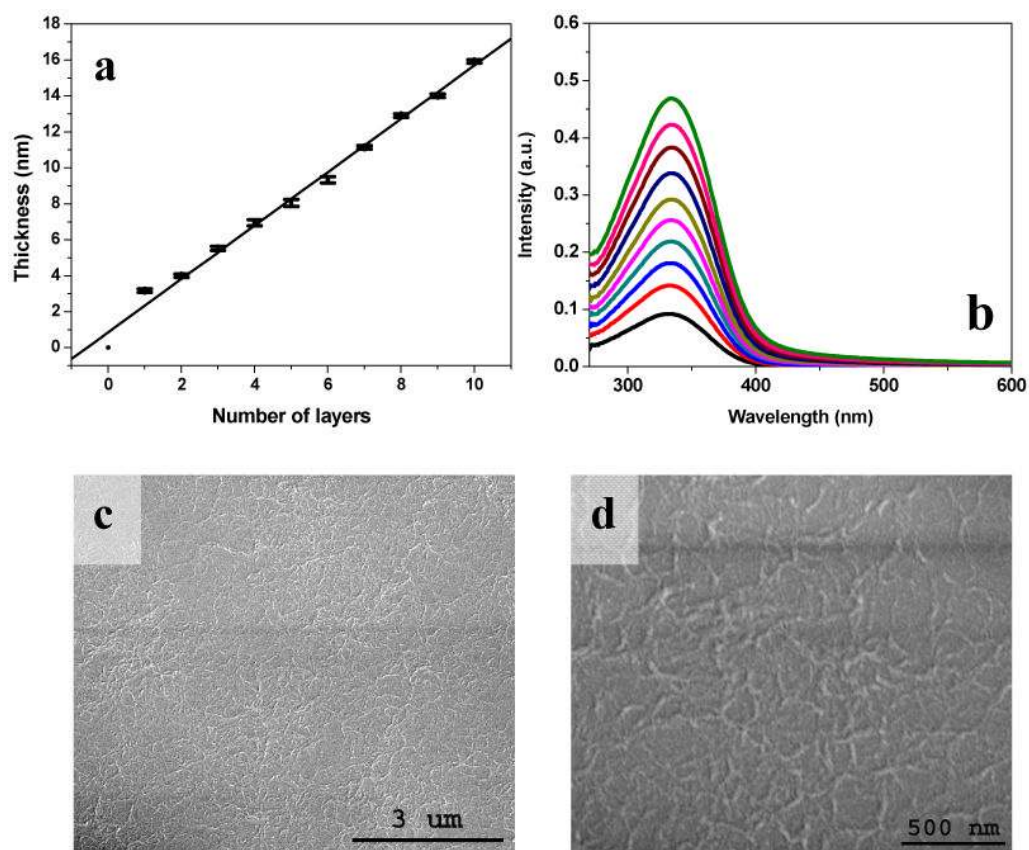 a
Thickness (nm)
18
16
14
12
10
8
6
4
2
0
0 2 4 6 8 10
Number of layers
b
Intensity (a.u.)
0.6
0.5
0.4
0.3
0.2
0.1
0.0
300 400 500 600
Wavelength (nm)
c
3 um
d
500 nm